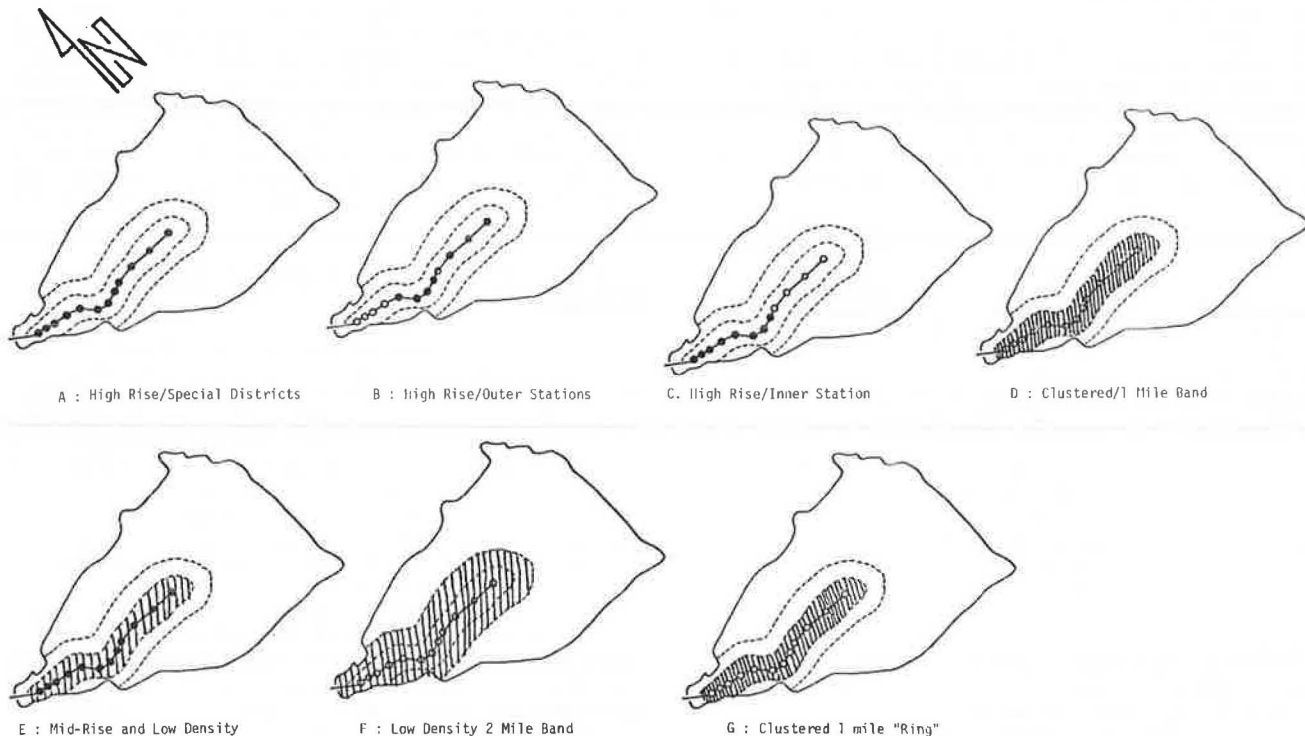 N
A : High Rise/Special Districts
B : High Rise/Outer Stations
C. High Rise/Inner Station
D : Clustered/1 Mile Band
E : Mid-Rise and Low Density
F : Low Density 2 Mile Band
G : Clustered 1 mile "Ring"